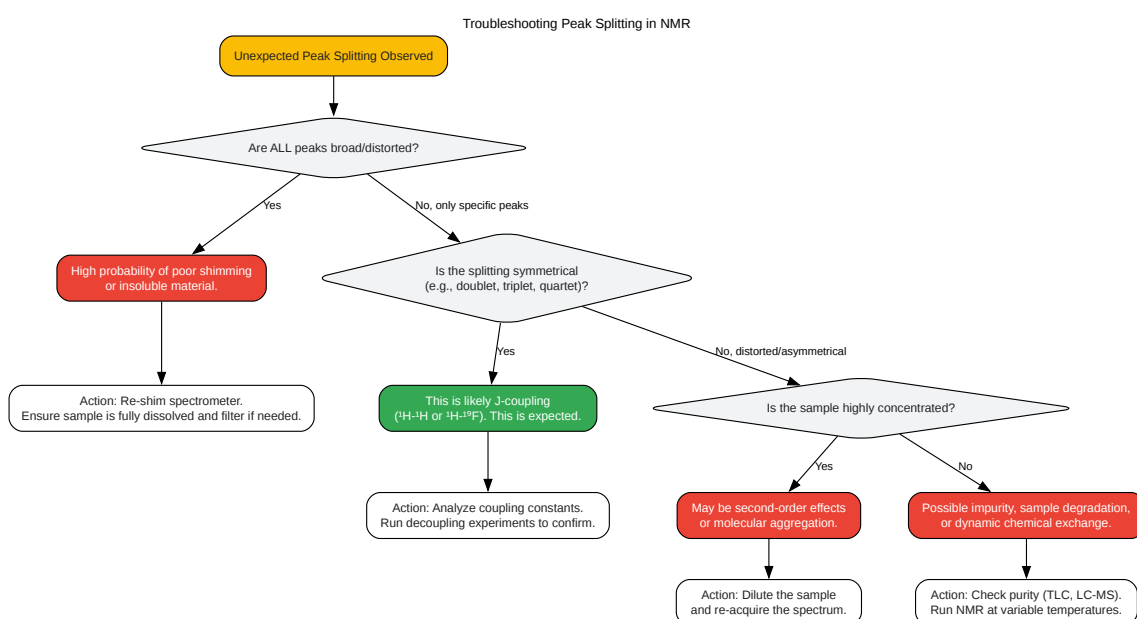 Troubleshooting Peak Splitting in NMR
Unexpected Peak Splitting Observed
Are ALL peaks broad/distorted?
Yes
No, only specific peaks
High probability of poor shimming
or insoluble material.
Is the splitting symmetrical
(e.g., doublet, triplet, quartet)?
Action: Re-shim spectrometer.
Ensure sample is fully dissolved and filter if needed.
Yes
No, distorted/asymmetrical
This is likely J-coupling
(¹H-¹H or ¹H-¹⁹F). This is expected.
Is the sample highly concentrated?
Action: Analyze coupling constants.
Run decoupling experiments to confirm.
Yes
No
May be second-order effects
or molecular aggregation.
Possible impurity, sample degradation,
or dynamic chemical exchange.
Action: Dilute the sample
and re-acquire the spectrum.
Action: Check purity (TLC, LC-MS).
Run NMR at variable temperatures.